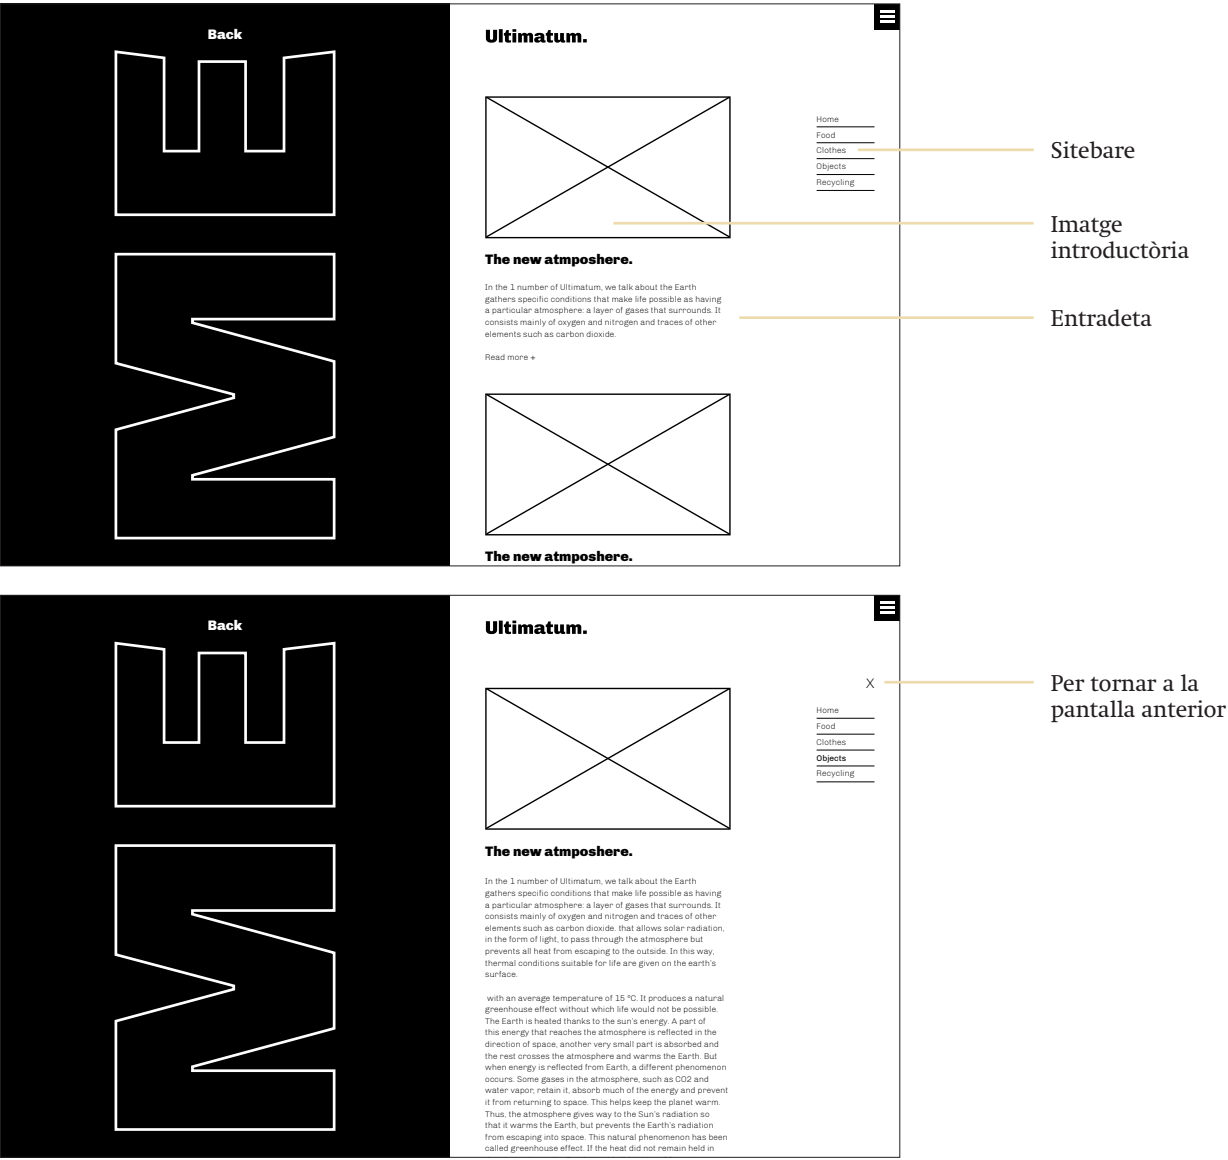 Back
ME
Ultimatum.
Home
Food
Clothes
Objects
Recycling
Sitebare
Imatge
introductòria
The new atmposhere.
In the 1 number of Ultimatum, we talk about the Earth
gathers specific conditions that make life possible as having
a particular atmosphere: a layer of gases that surrounds. It
consists mainly of oxygen and nitrogen and traces of other
elements such as carbon dioxide.
Entradeta
Read more +
The new atmposhere.
Back
ME
Ultimatum.
X
Per tornar a la
pantalla anterior
Home
Food
Clothes
Objects
Recycling
The new atmposhere.
In the 1 number of Ultimatum, we talk about the Earth
gathers specific conditions that make life possible as having
a particular atmosphere: a layer of gases that surrounds. It
consists mainly of oxygen and nitrogen and traces of other
elements such as carbon dioxide. that allows solar radiation,
in the form of light, to pass through the atmosphere but
prevents all heat from escaping to the outside. In this way,
thermal conditions suitable for life are given on the earth's
surface.
with an average temperature of 15 °C. It produces a natural
greenhouse effect without which life would not be possible.
The Earth is heated thanks to the sun's energy. A part of
this energy that reaches the atmosphere is reflected in the
direction of space, another very small part is absorbed and
the rest crosses the atmosphere and warms the Earth. But
when energy is reflected from Earth, a different phenomenon
occurs. Some gases in the atmosphere, such as CO2 and
water vapor, retain it, absorb much of the energy and prevent
it from returning to space. This helps keep the planet warm.
Thus, the atmosphere gives way to the Sun's radiation so
that it warms the Earth, but prevents the Earth's radiation
from escaping into space. This natural phenomenon has been
called greenhouse effect. If the heat did not remain held in